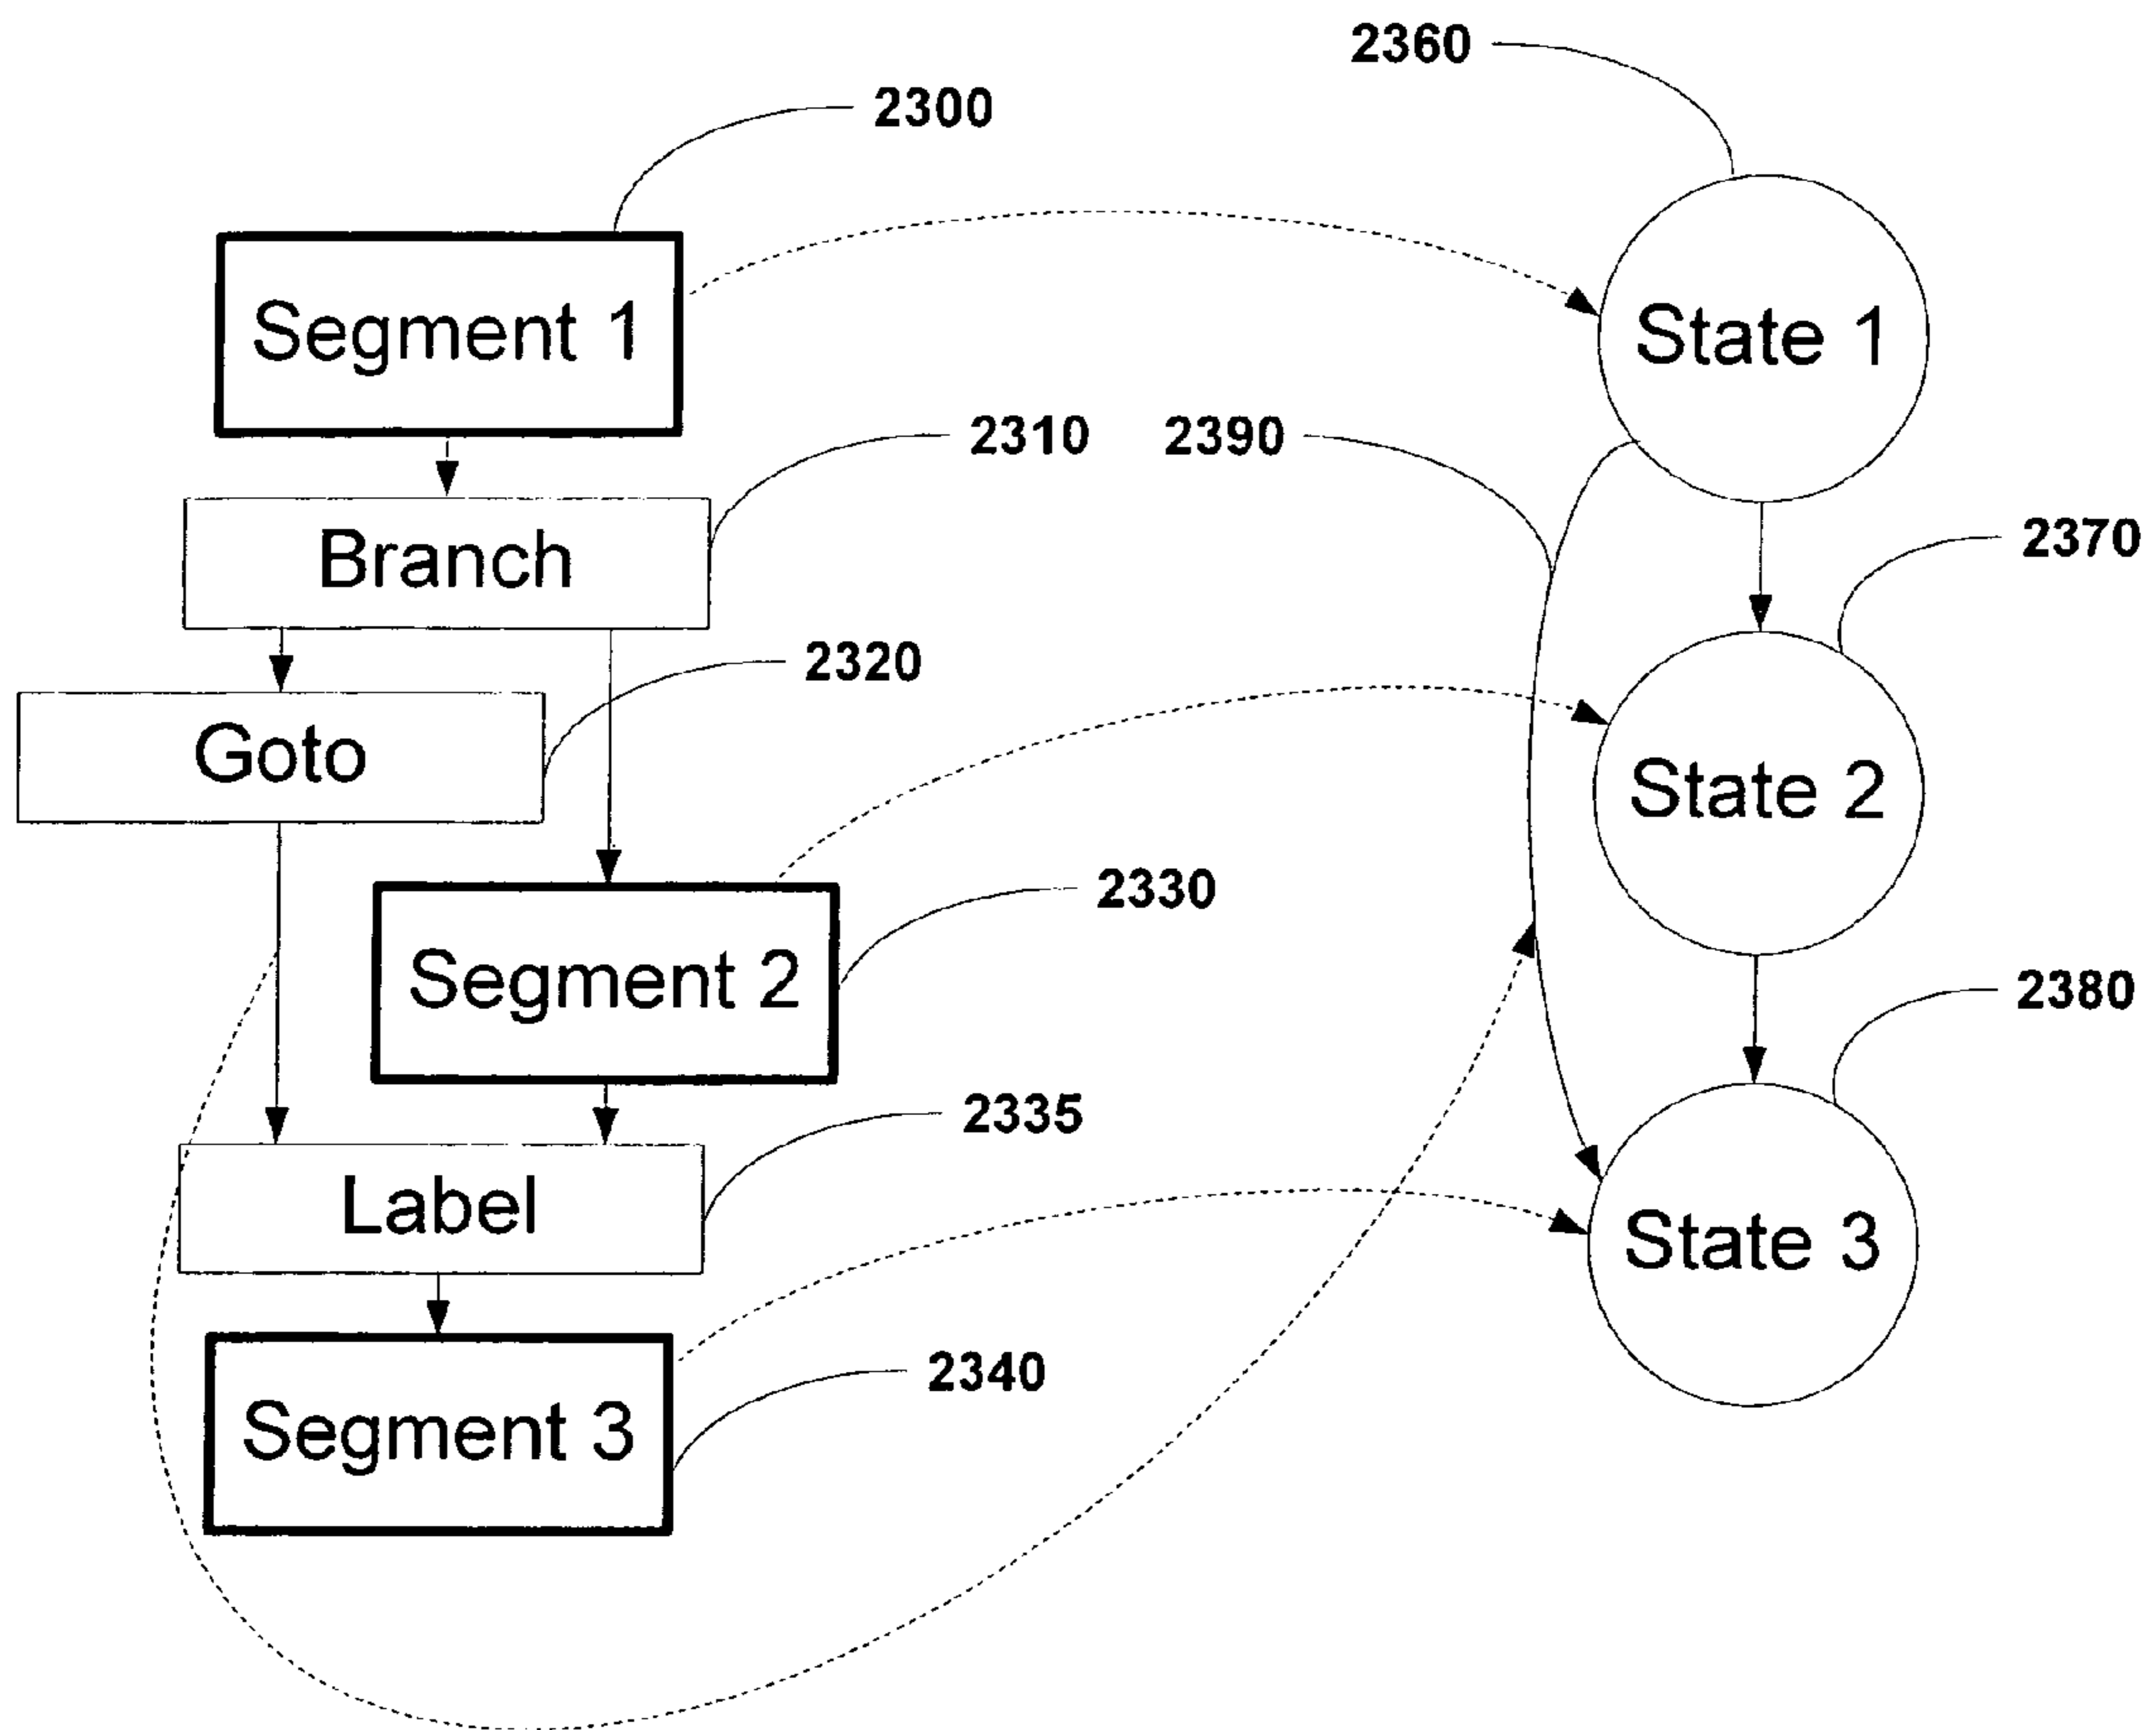 2360
2300
Segment 1
State 1
2310
2390
Branch
2370
2320
Goto
State 2
2330
Segment 2
2380
2335
Label
State 3
2340
Segment 3